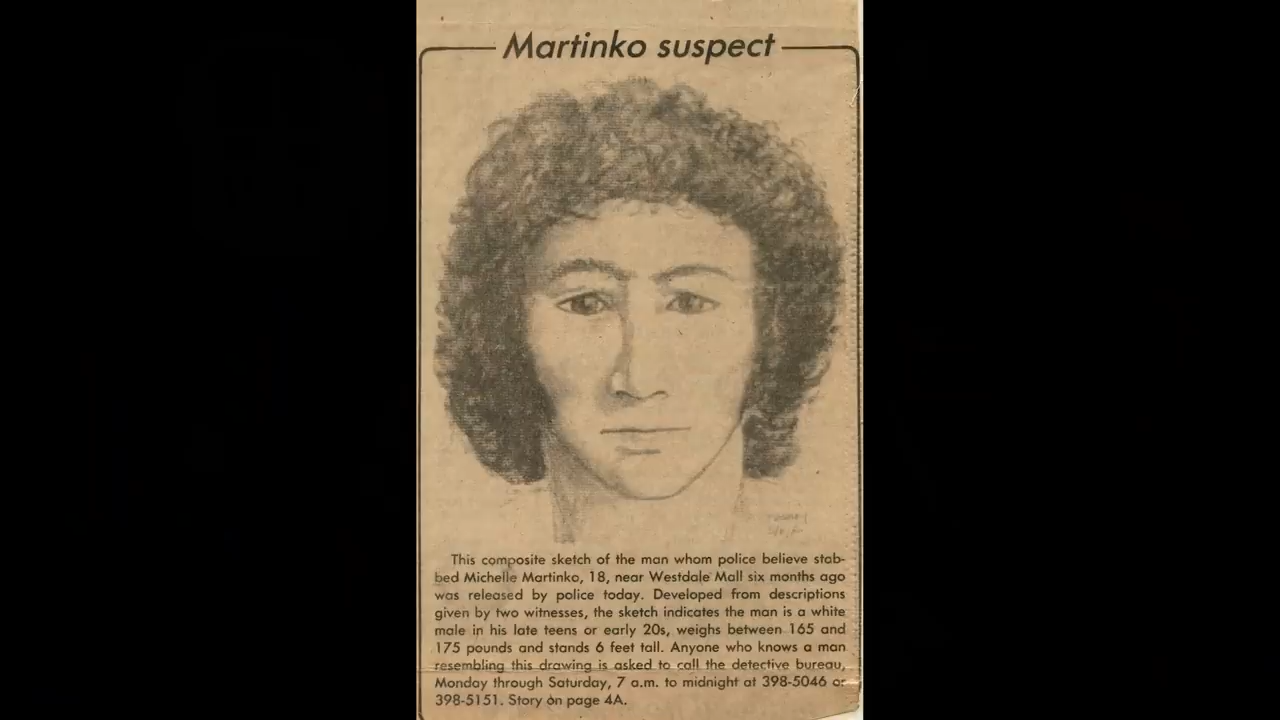 Martinko suspect
This composite sketch of the man whom police believe stab-
bed Michelle Martinko, 18, near Westdale Mall six months ago
was released by police today. Developed from descriptions
given by two witnesses, the sketch indicates the man is a white
male in his late teens or early 20s, weighs between 165 and
175 pounds and stands 6 feet tall. Anyone who knows a man
resembling this drawing is asked to call the detective bureau,
Monday through Saturday, 7 a.m. to midnight at 398-5046 or
398-5151. Story on page 4A.